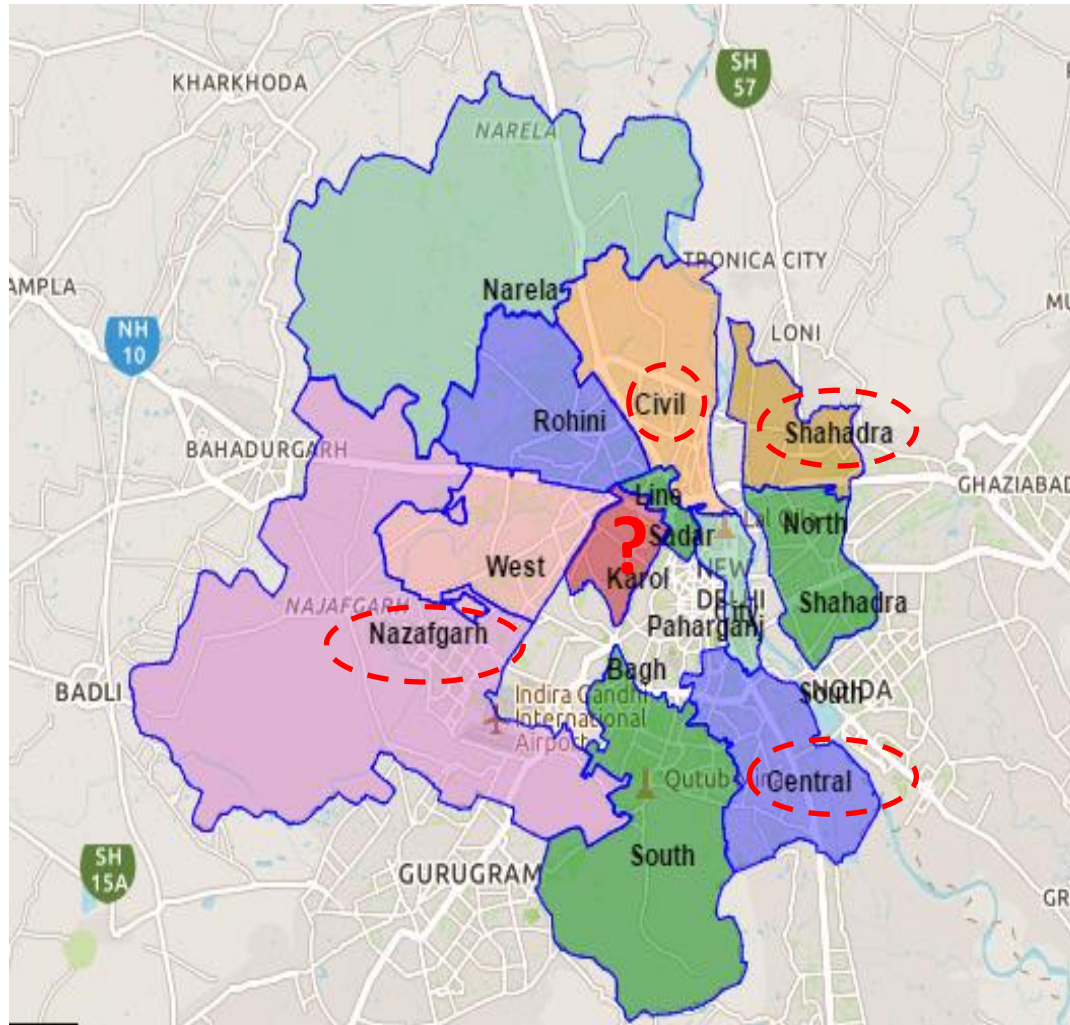 SH
57
KHARKHODA
NARELA
TRONICA CITY
AMPLA
Narela
MU
NH
10
LONI
Civil
Rohini
Shahadra
BAHADURGARH
GHAZIABAD
Line
?
Sadar
North
West
Karol
NEW
DELHI
NAJAFGARH
Shahadra
Nazafgarh
Paharganj
Bagh
BADLI
Indira Gandhi
International
Airport
South
NOIDA
Qutub
Central
South
SH
15A
GURUGRAM
GR